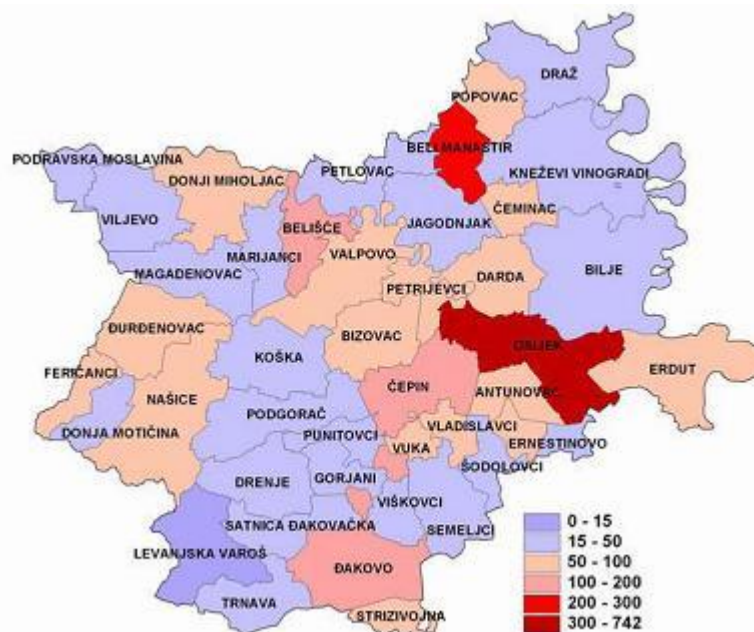 DRAŽ
POPOVAC
BELI MANASTIR
PODRAVSKA MOSLAVINA
DONJI MIHOLJAC
PETLOVAC
KNEŽEVI VINOGRADI
VILJEVO
ČEMINAC
BELIŠĆE
JAGODNJAK
MARIJANCI
VALPOVO
MAGADENOVAC
PETRIJEVCI
DARDA
BILJE
ĐURĐENOVAC
BIZOVAC
OSIJEK
KOŠKA
FERIČANCI
ERDUT
NAŠICE
ČEPIN
ANTUNOVAC
PODGORAČ
VLADISLAVCI
DONJA MOTIČINA
PUNITOVCI
ERNESTINOVO
VUKA
ŠODOLOVCI
DRENJE
GORJANI
VIŠKOVCI
SATNICA ĐAKOVAČKA
SEMELJCI
LEVANJSKA VAROŠ
ĐAKOVO
TRNAVA
STRIZIVOJNA
0 - 15
15 - 50
50 - 100
100 - 200
200 - 300
300 - 742